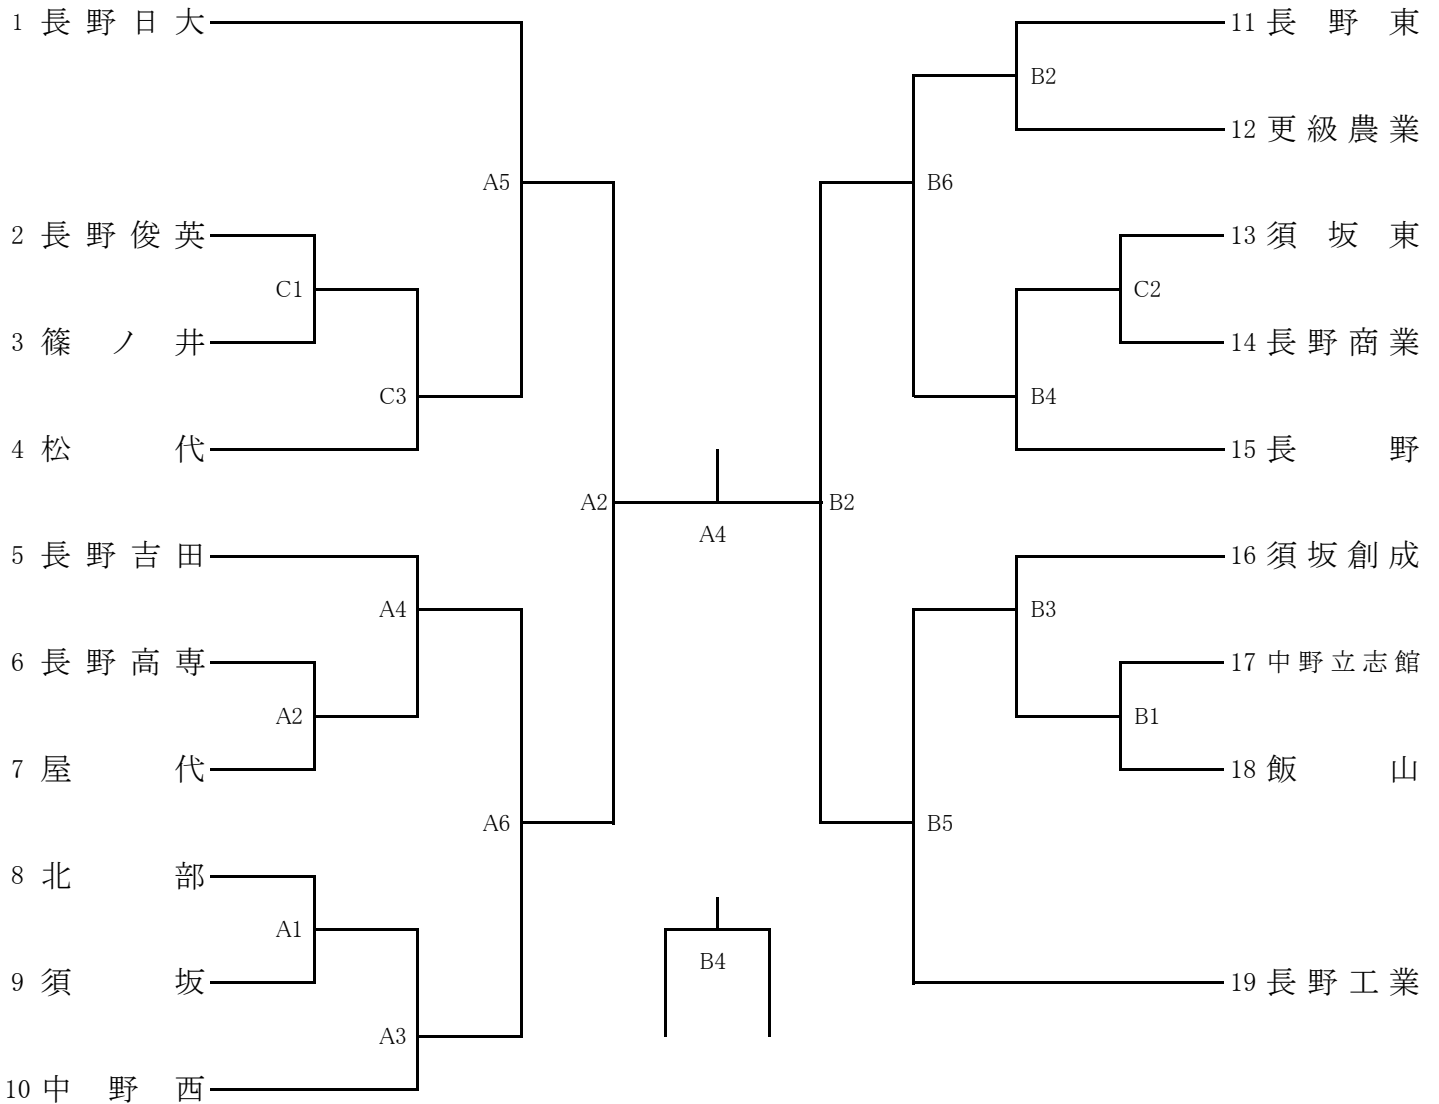 1 長野日大
A5
2 長野俊英
C1
3 篠ノ井
C3
4 松代
A2
5 長野吉田
A4
6 長野高専
A2
7 屋代
A6
8 北部
A1
9 須坂
A3
10 中野西
A4
B4
11 長野東
B2
12 更級農業
B6
13 須坂東
C2
14 長野商業
B4
15 長野
B2
16 須坂創成
B3
17 中野立志館
B1
18 飯山
B5
19 長野工業